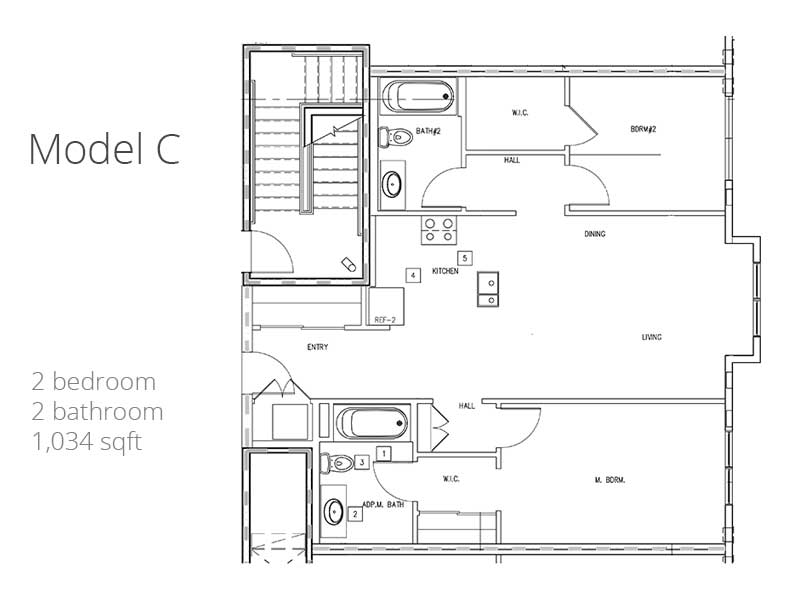 Model C
2 bedroom
2 bathroom
1,034 sqft
BATH#2
W.I.C.
BDRM#2
HALL
DINING
5
4
KITCHEN
REF-2
ENTRY
LIVING
HALL
1
3
W.I.C.
M. BDRM.
ADP.M. BATH
2